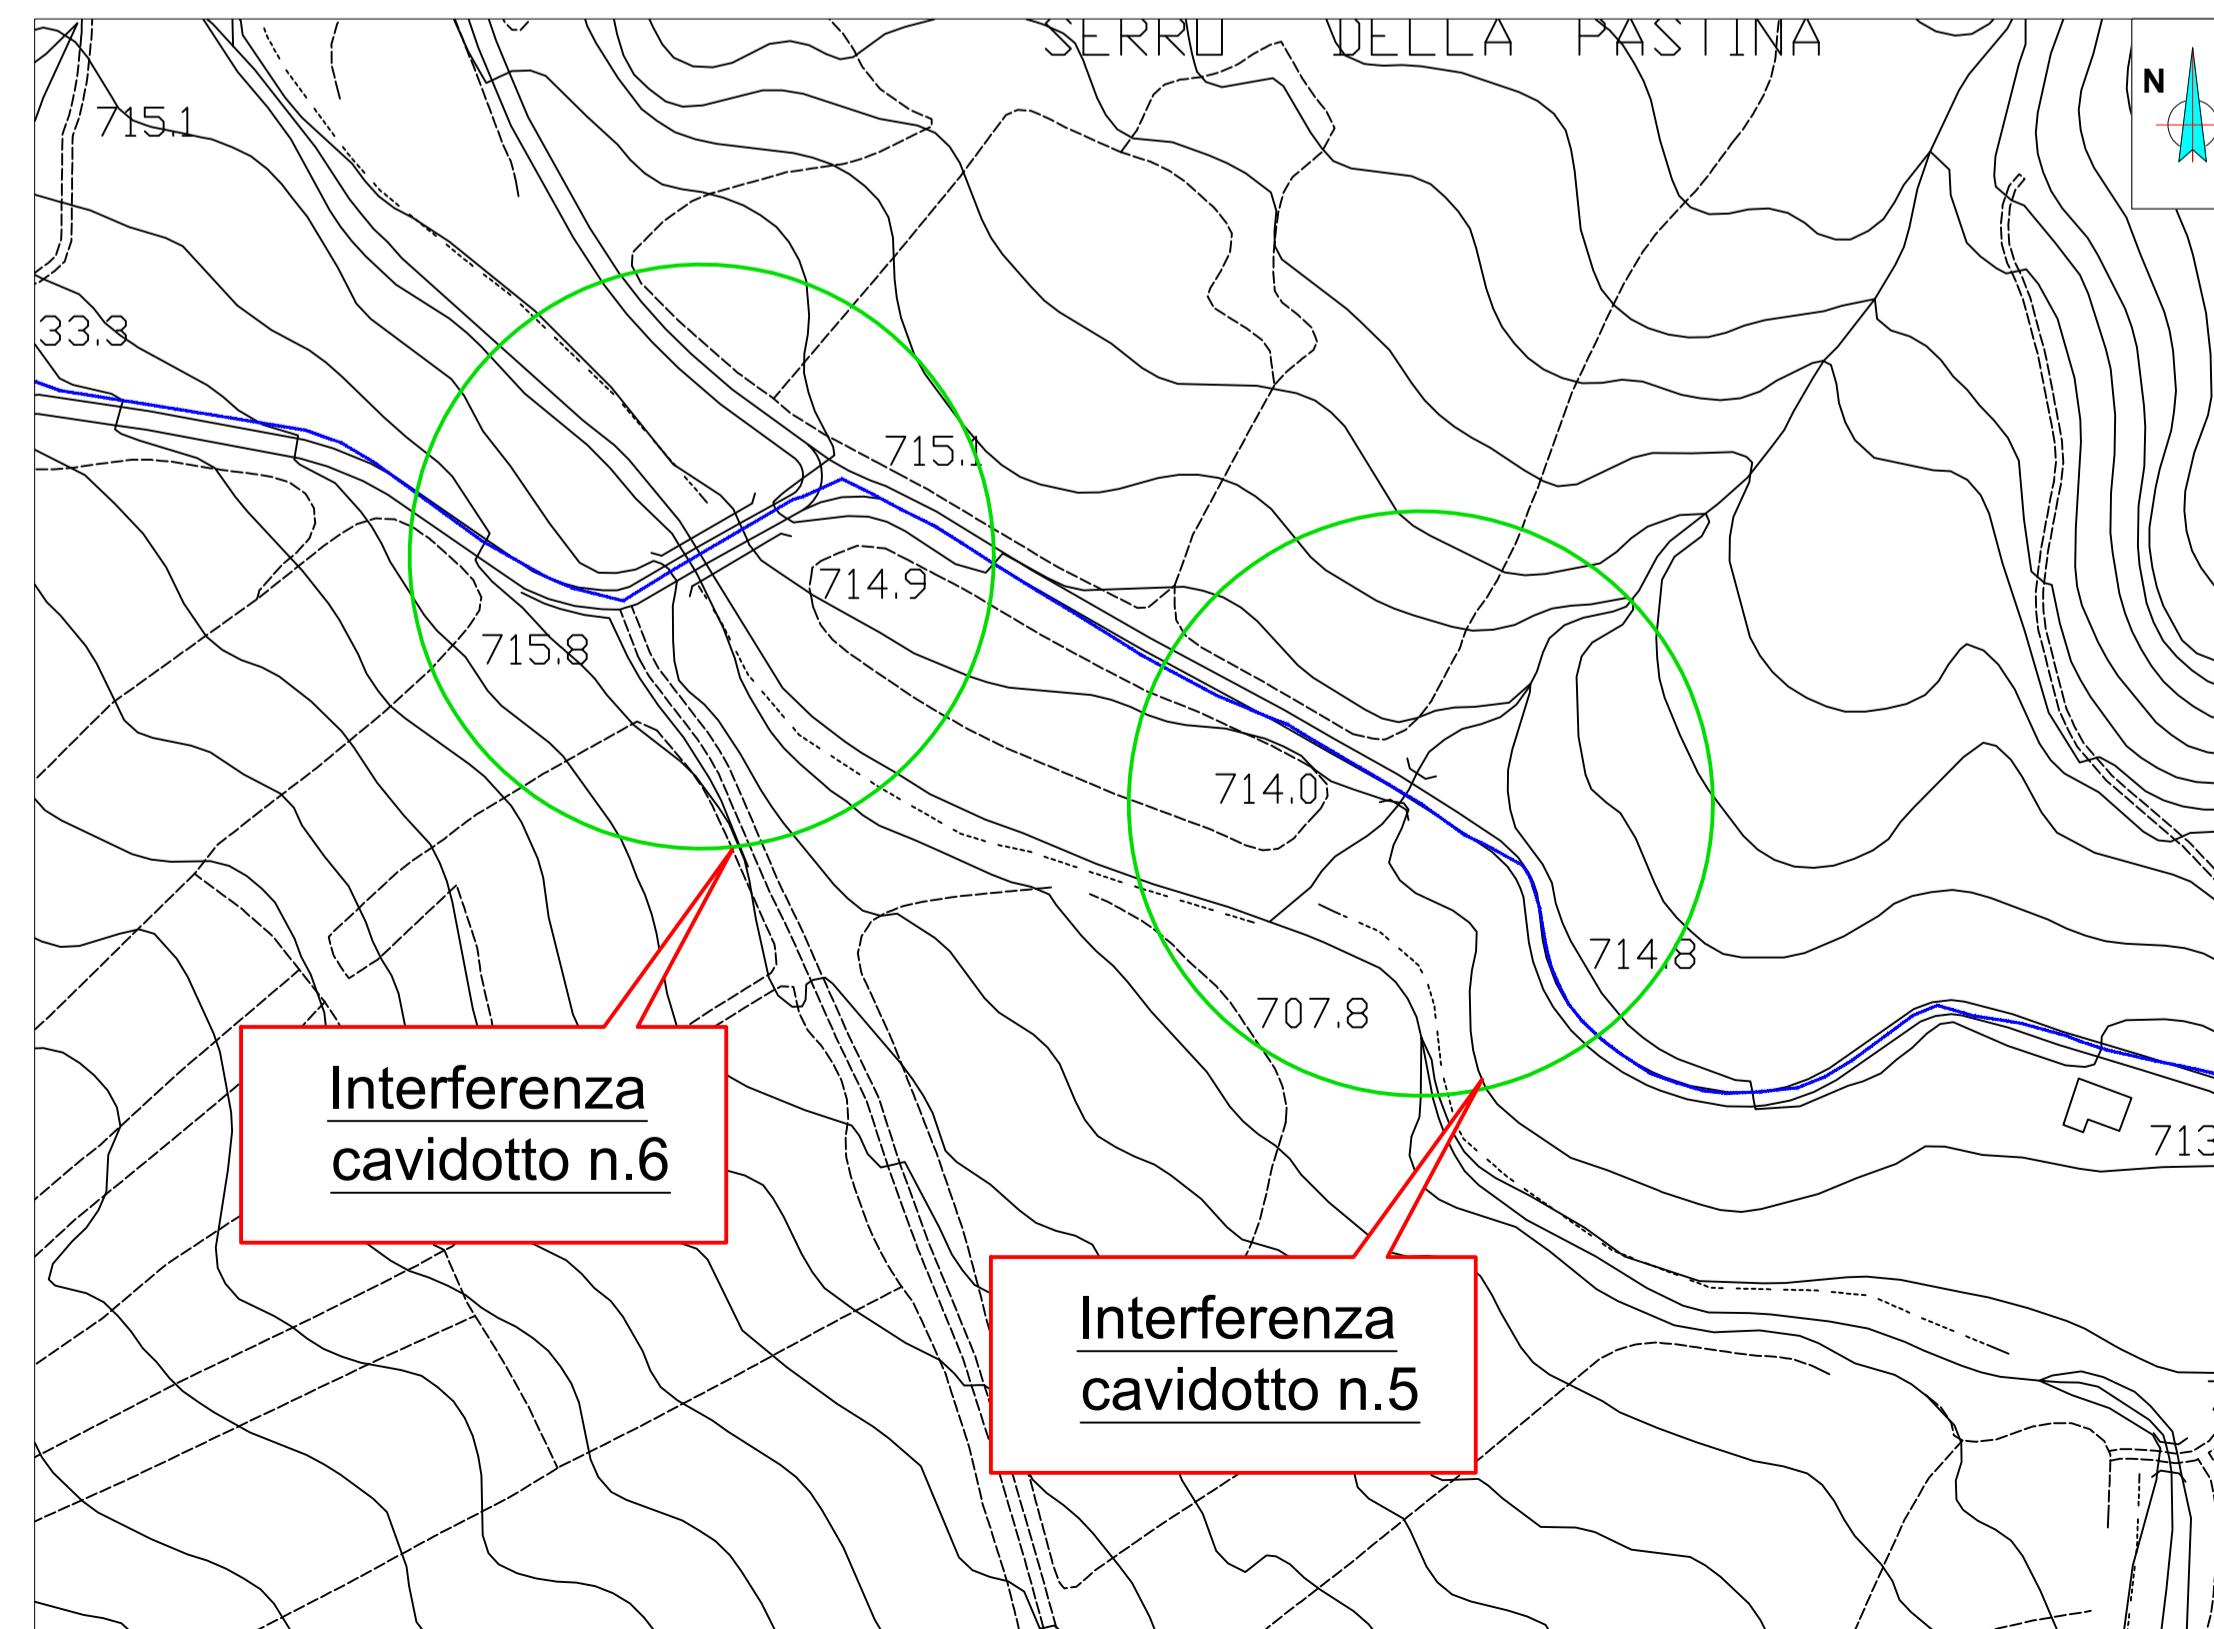 SERRO DELLA PASTINA
N
715.1
33.3
715.1
714.9
715.8
714.0
714.8
707.8
Interferenza
cavidotto n.6
713
Interferenza
cavidotto n.5